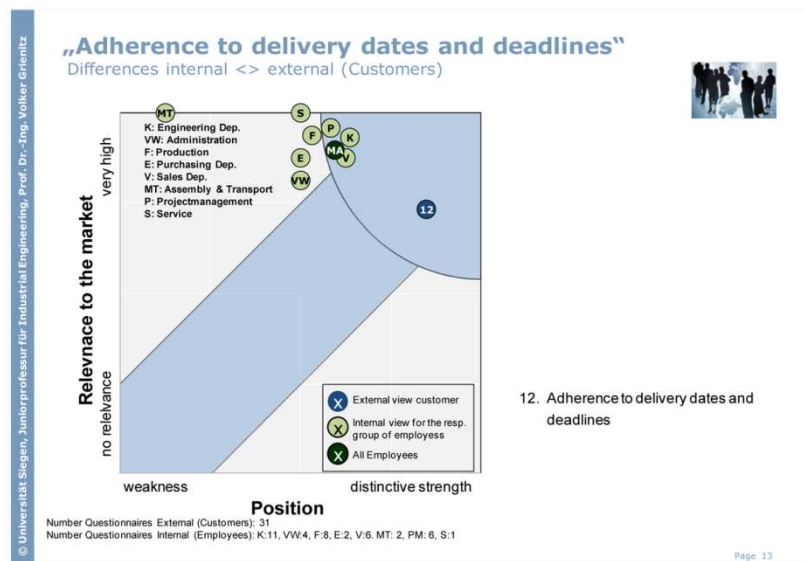 „Adherence to delivery dates and deadlines“
Differences internal <> external (Customers)
© Universität Siegen, Juniorprofessur für Industrial Engineering, Prof. Dr.-Ing. Volker Grienitz
MT
S
P
F
K
MA
E
V
VW
12
K: Engineering Dep.
VW: Administration
F: Production
E: Purchasing Dep.
V: Sales Dep.
MT: Assembly & Transport
P: Projectmanagement
S: Service
very high
Relevnace to the market
no relelvance
X External view customer
X Internal view for the resp.
group of employess
X All Employees
12. Adherence to delivery dates and
deadlines
weakness
distinctive strength
Position
Number Questionnaires External (Customers): 31
Number Questionnaires Internal (Employees): K:11, VW:4, F:8, E:2, V:6. MT: 2, PM: 6, S:1
Page 13